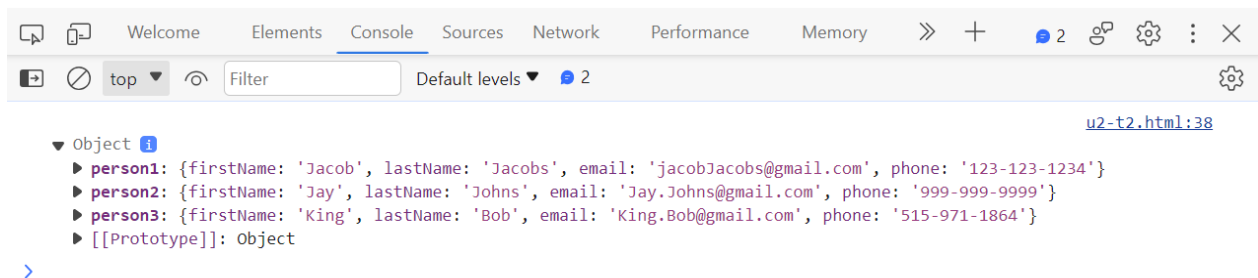 Welcome Elements Console Sources Network Performance Memory 2
top Filter Default levels 2
u2-t2.html:38
Object i
person1: {firstName: 'Jacob', lastName: 'Jacobs', email: 'jacobJacobs@gmail.com', phone: '123-123-1234'}
person2: {firstName: 'Jay', lastName: 'Johns', email: 'Jay.Johns@gmail.com', phone: '999-999-9999'}
person3: {firstName: 'King', lastName: 'Bob', email: 'King.Bob@gmail.com', phone: '515-971-1864'}
[[Prototype]]: Object